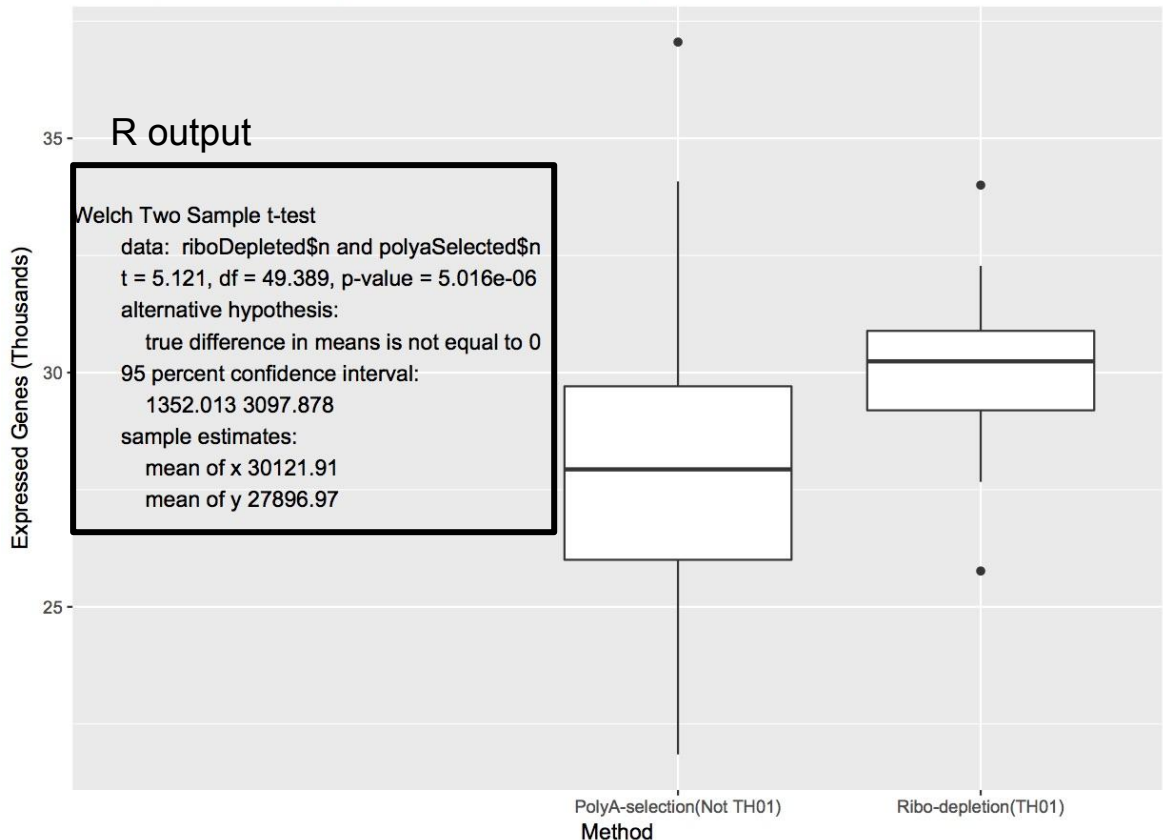 R output
Welch Two Sample t-test
data:  riboDepleted$n and polyaSelected$n
t = 5.121, df = 49.389, p-value = 5.016e-06
alternative hypothesis:
true difference in means is not equal to 0
95 percent confidence interval:
1352.013 3097.878
sample estimates:
mean of x 30121.91
mean of y 27896.97
Expressed Genes (Thousands)
35
30
25
PolyA-selection(Not TH01)
Ribo-depletion(TH01)
Method